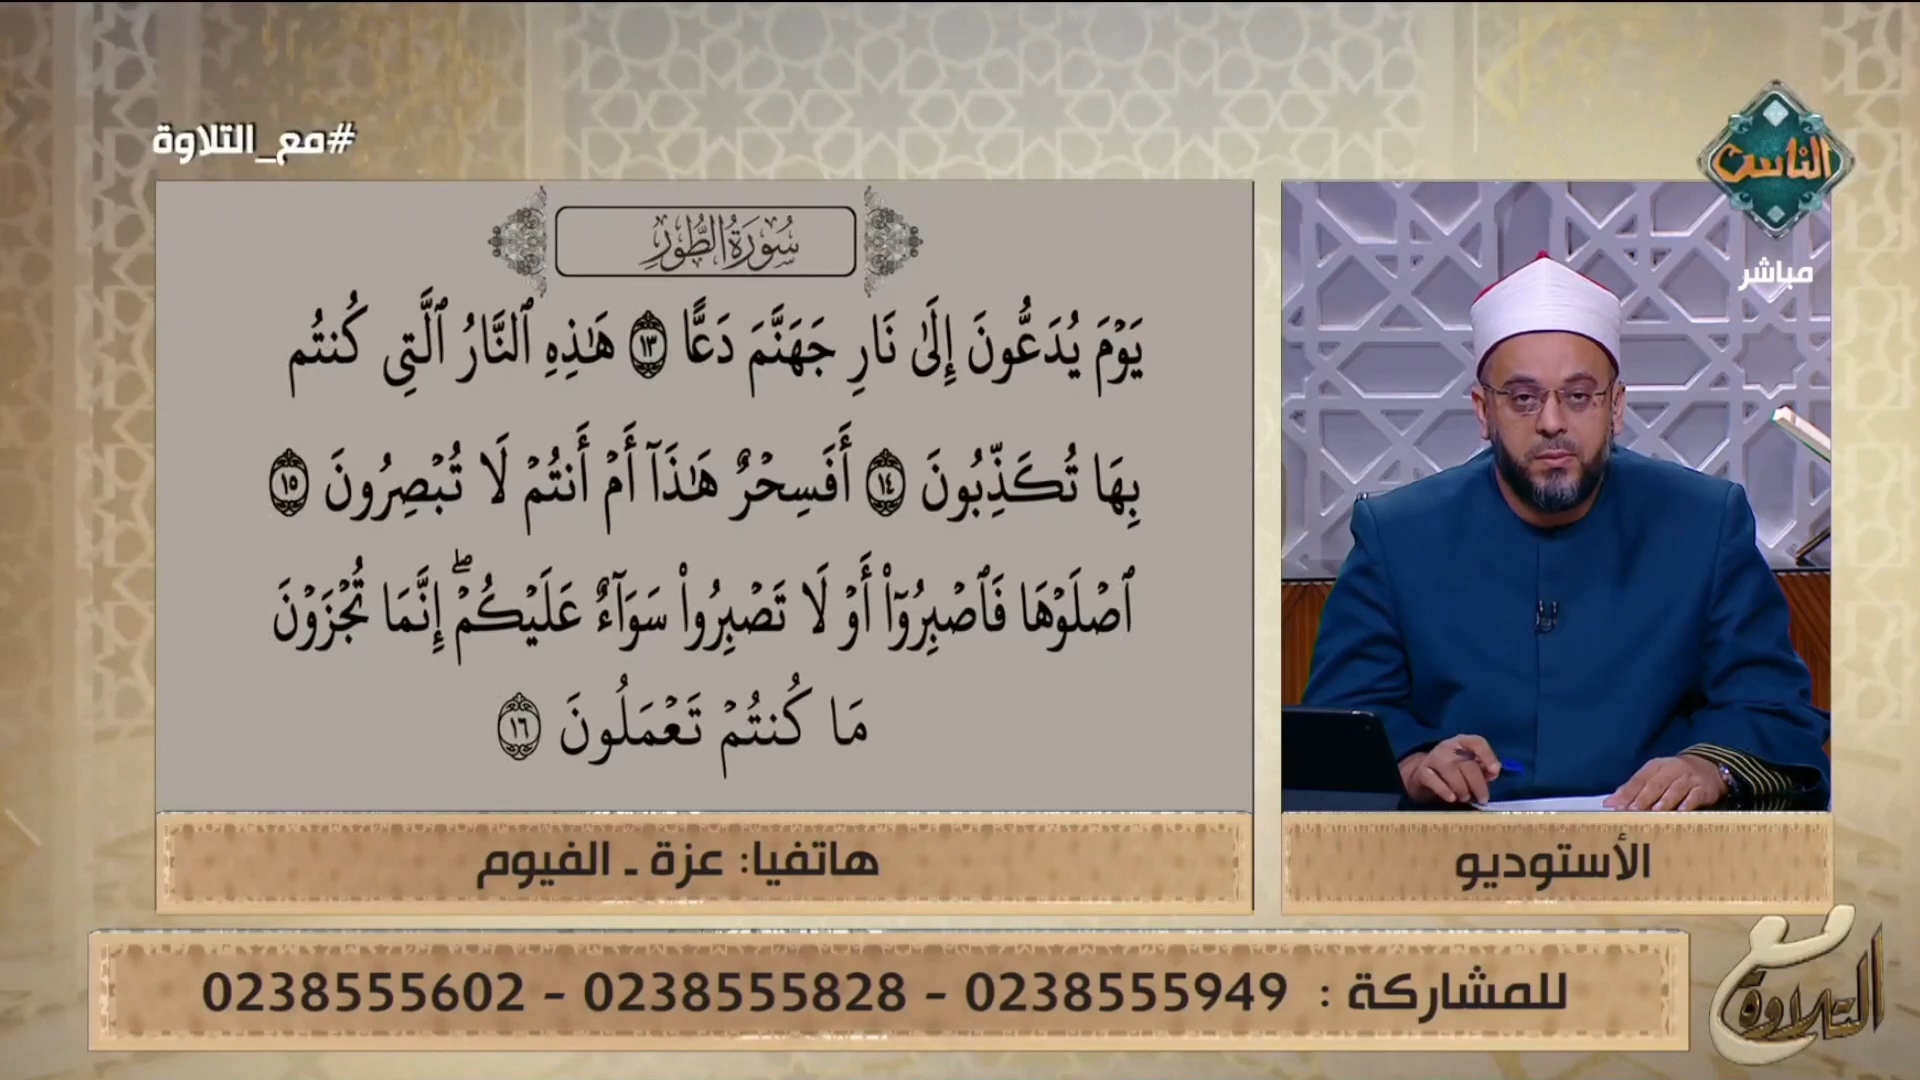 #مع_التلاوة
الناس
مباشر
سُورَةُ الطُّورِ
يَوْمَ يُدَعُّونَ إِلَىٰ نَارِ جَهَنَّمَ دَعًّا ١٣ هَـٰذِهِ ٱلنَّارُ ٱلَّتِى كُنتُم
بِهَا تُكَذِّبُونَ ١٤ أَفَسِحْرٌ هَـٰذَآ أَمْ أَنتُمْ لَا تُبْصِرُونَ ١٥
ٱصْلَوْهَا فَٱصْبِرُوٓا۟ أَوْ لَا تَصْبِرُوا۟ سَوَآءٌ عَلَيْكُمْ ۖ إِنَّمَا تُجْزَوْنَ
مَا كُنتُمْ تَعْمَلُونَ ١٦
هاتفيا: عزة - الفيوم
الأستوديو
للمشاركة : 0238555949 - 0238555828 - 0238555602
مع التلاوة